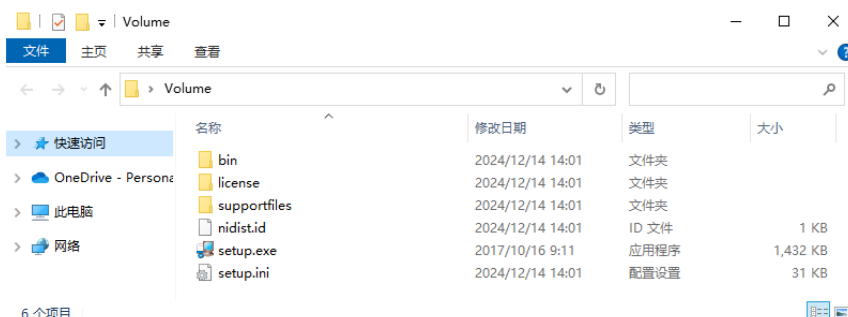 Volume
文件 主页 共享 查看
Volume
名称 修改日期 类型 大小
快速访问
OneDrive - Persona
此电脑
网络
bin 2024/12/14 14:01 文件夹
license 2024/12/14 14:01 文件夹
supportfiles 2024/12/14 14:01 文件夹
nidist.id 2024/12/14 14:01 ID 文件 1 KB
setup.exe 2017/10/16 9:11 应用程序 1,432 KB
setup.ini 2024/12/14 14:01 配置设置 31 KB
6 个项目